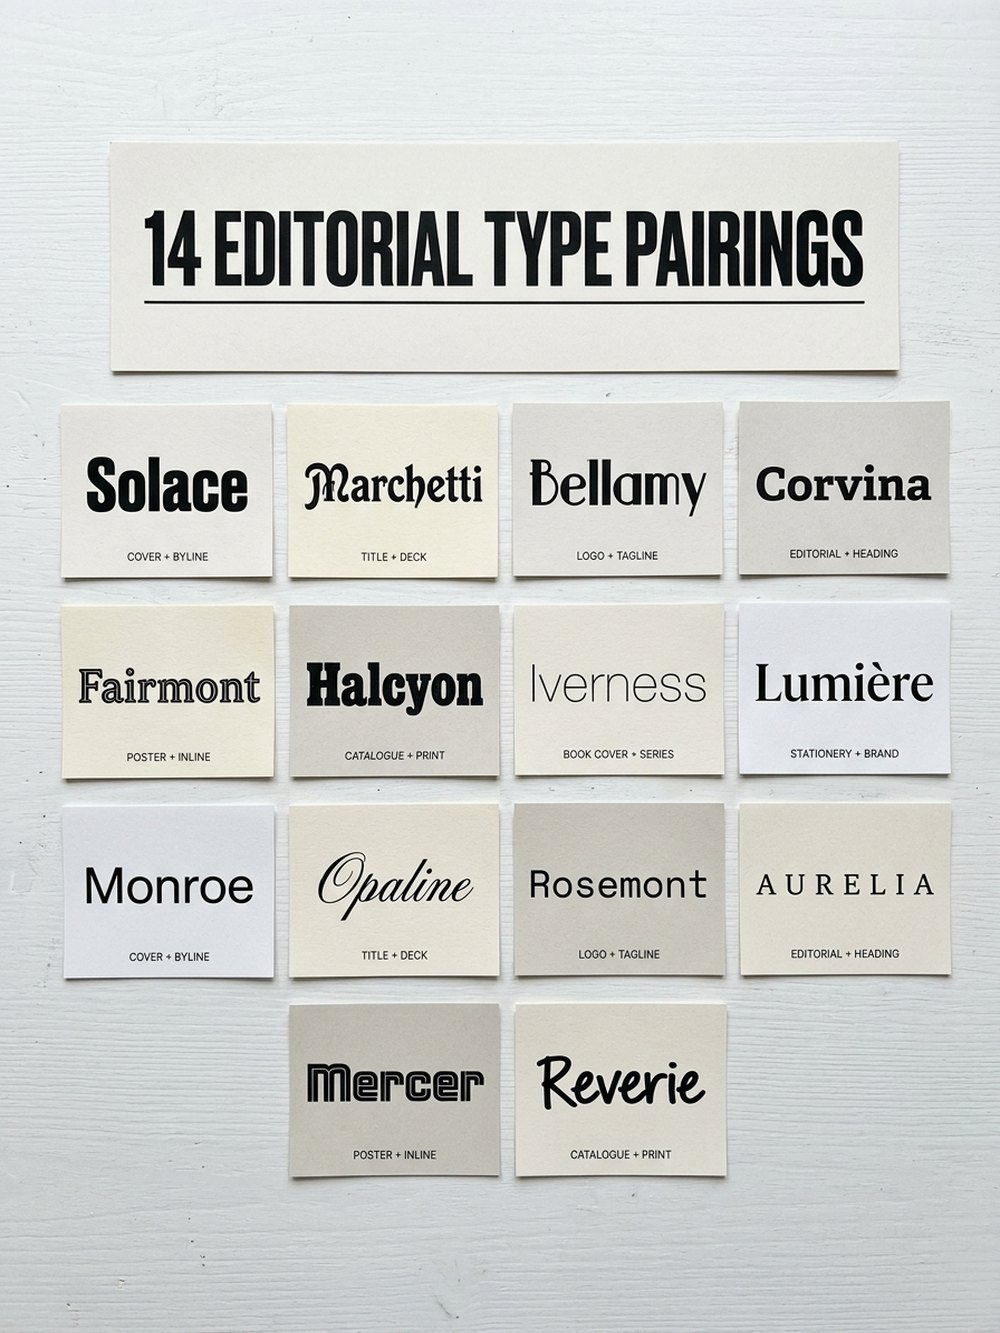 14 EDITORIAL TYPE PAIRINGS
Solace
COVER + BYLINE
Marchetti
TITLE + DECK
Bellamy
LOGO + TAGLINE
Corvina
EDITORIAL + HEADING
Fairmont
POSTER + INLINE
Halcyon
CATALOGUE + PRINT
Iverness
BOOK COVER + SERIES
Lumière
STATIONERY + BRAND
Monroe
COVER + BYLINE
Opaline
TITLE + DECK
Rosemont
LOGO + TAGLINE
AURELIA
EDITORIAL + HEADING
Mercer
POSTER + INLINE
Reverie
CATALOGUE + PRINT